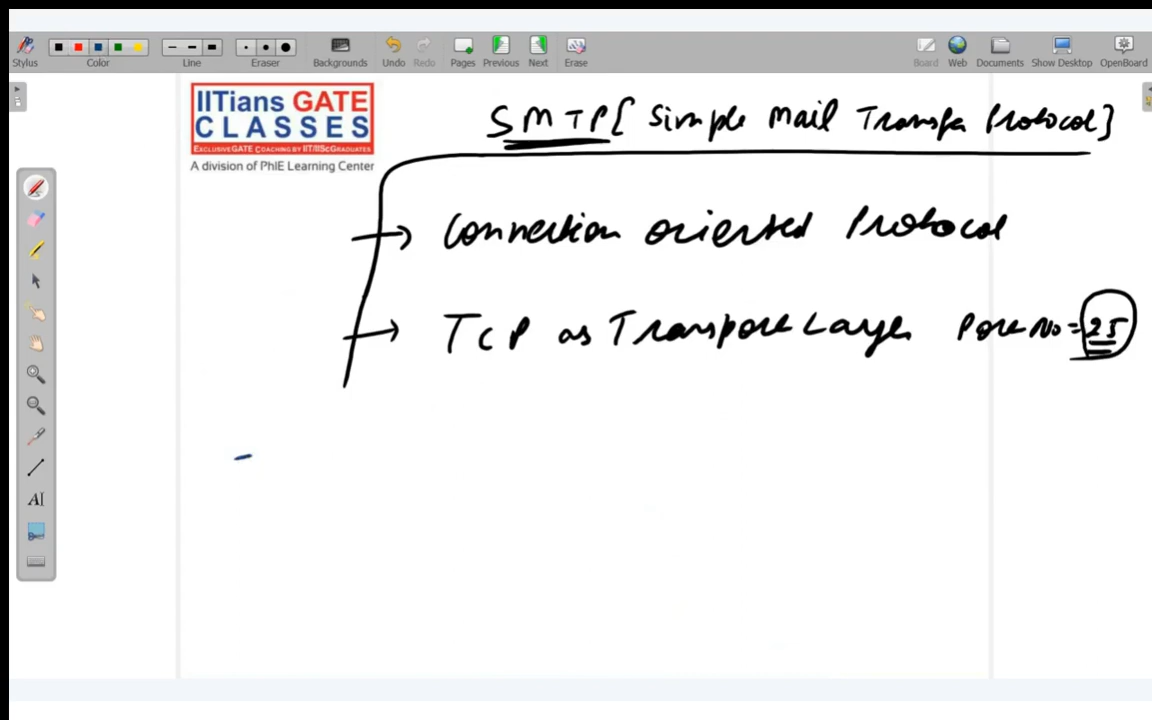 Stylus Color Line Eraser Backgrounds Undo Redo Pages Previous Next Erase Board Web Documents Show Desktop OpenBoard
IITians GATE
CLASSES
EXCLUSIVE GATE COACHING BY IIT/IISc GRADUATES
A division of PhIE Learning Center
SMTP [ Simple Mail Transfer Protocol ]
→ Connection oriented Protocol
→ TCP as Transport Layer Port No = 25
AI